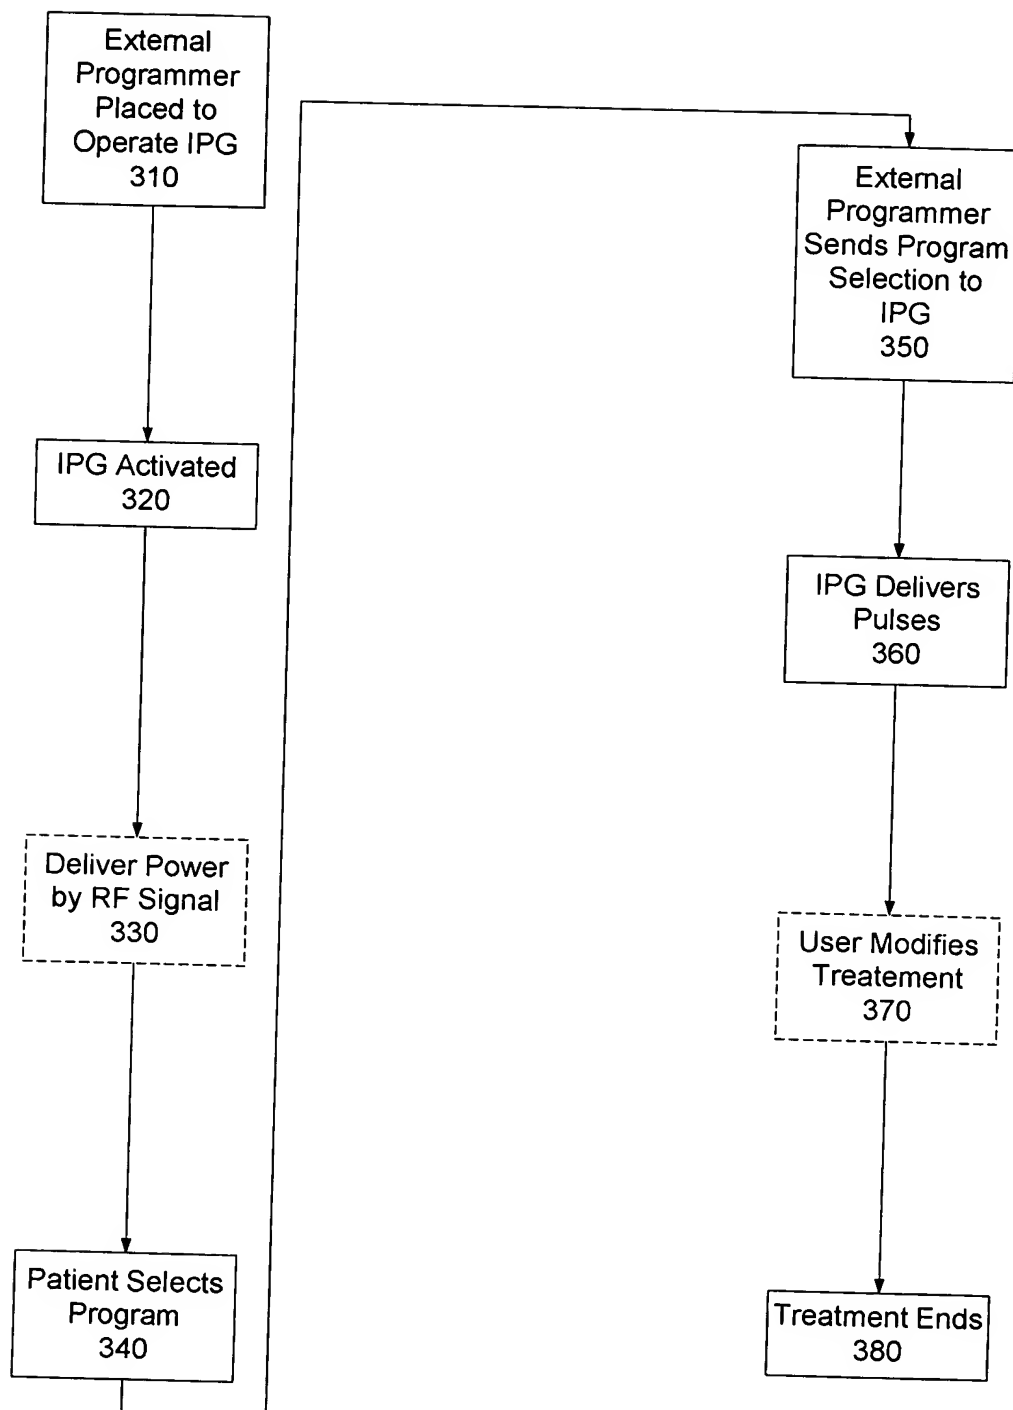 External
Programmer
Placed to
Operate IPG
310
IPG Activated
320
Deliver Power
by RF Signal
330
Patient Selects
Program
340
External
Programmer
Sends Program
Selection to
IPG
350
IPG Delivers
Pulses
360
User Modifies
Treatement
370
Treatment Ends
380